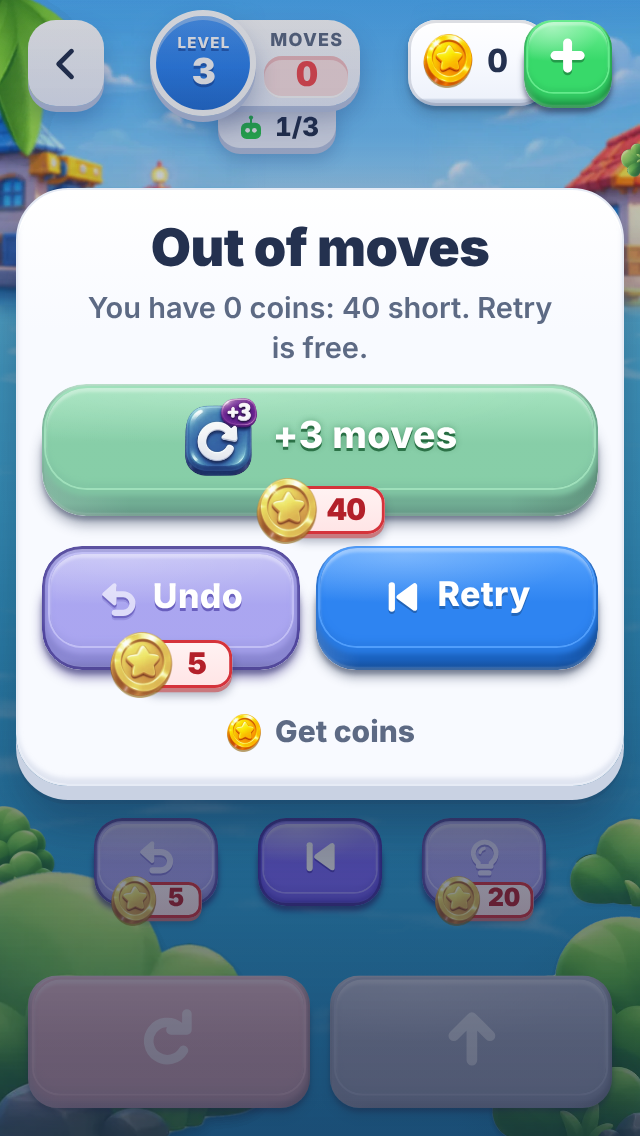 LEVEL
3
MOVES
0
1/3
0
Out of moves
You have 0 coins: 40 short. Retry
is free.
+3
+3 moves
40
Undo
5
Retry
Get coins
5
20